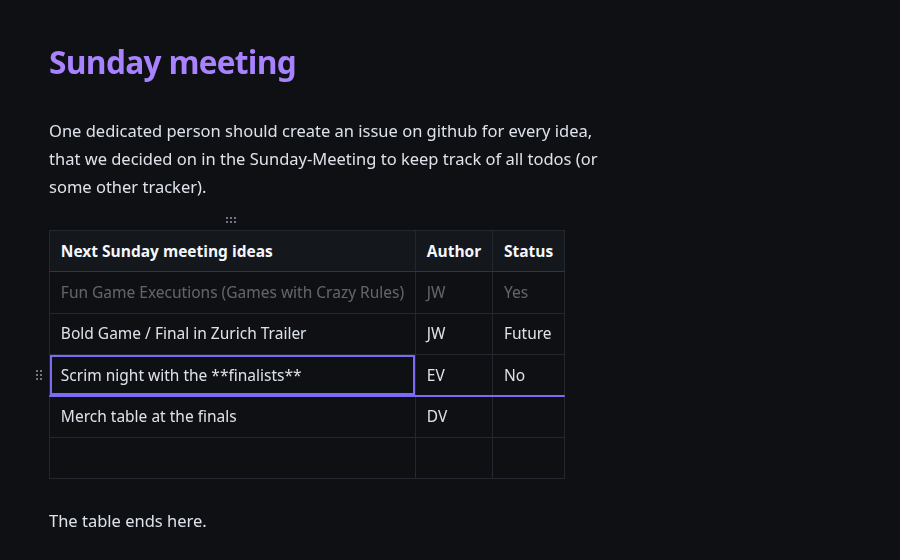 Sunday meeting
One dedicated person should create an issue on github for every idea,
that we decided on in the Sunday-Meeting to keep track of all todos (or
some other tracker).
Next Sunday meeting ideas Author Status
Fun Game Executions (Games with Crazy Rules) JW Yes
Bold Game / Final in Zurich Trailer JW Future
Scrim night with the **finalists** EV No
Merch table at the finals DV
The table ends here.